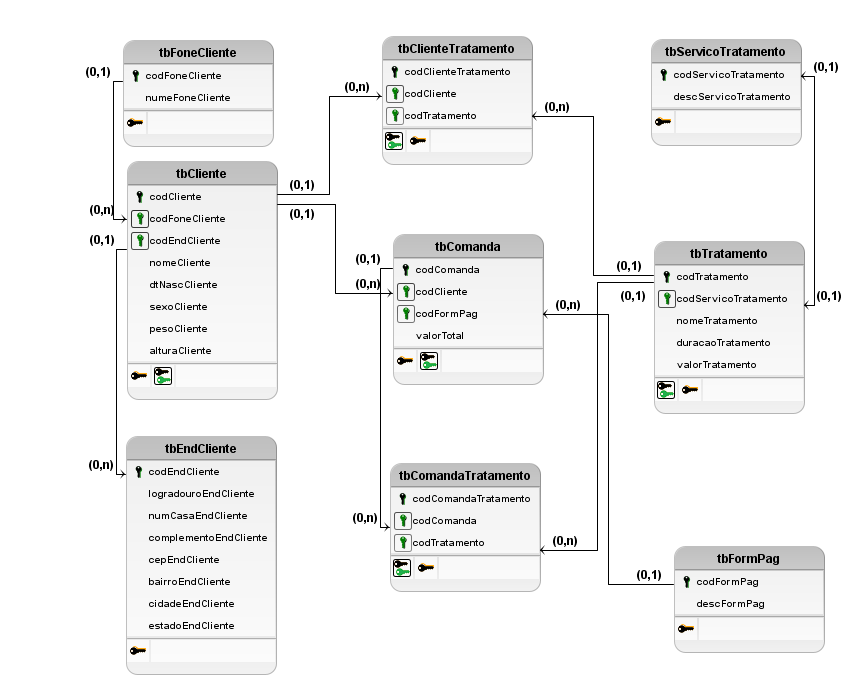 tbFoneCliente
codFoneCliente
numeFoneCliente
(0,1)
(0,n)
tbCliente
codCliente
codFoneCliente
codEndCliente
nomeCliente
dtNascCliente
sexoCliente
pesoCliente
alturaCliente
(0,1)
(0,n)
(0,1)
(0,1)
tbEndCliente
codEndCliente
logradouroEndCliente
numCasaEndCliente
complementoEndCliente
cepEndCliente
bairroEndCliente
cidadeEndCliente
estadoEndCliente
tbClienteTratamento
codClienteTratamento
codCliente
codTratamento
(0,n)
(0,n)
tbComanda
codComanda
codCliente
codFormPag
valorTotal
(0,1)
(0,n)
(0,n)
tbComandaTratamento
codComandaTratamento
codComanda
codTratamento
(0,n)
(0,n)
tbServicoTratamento
codServicoTratamento
descServicoTratamento
(0,1)
tbTratamento
codTratamento
codServicoTratamento
nomeTratamento
duracaoTratamento
valorTratamento
(0,1)
(0,1)
(0,1)
tbFormPag
codFormPag
descFormPag
(0,1)